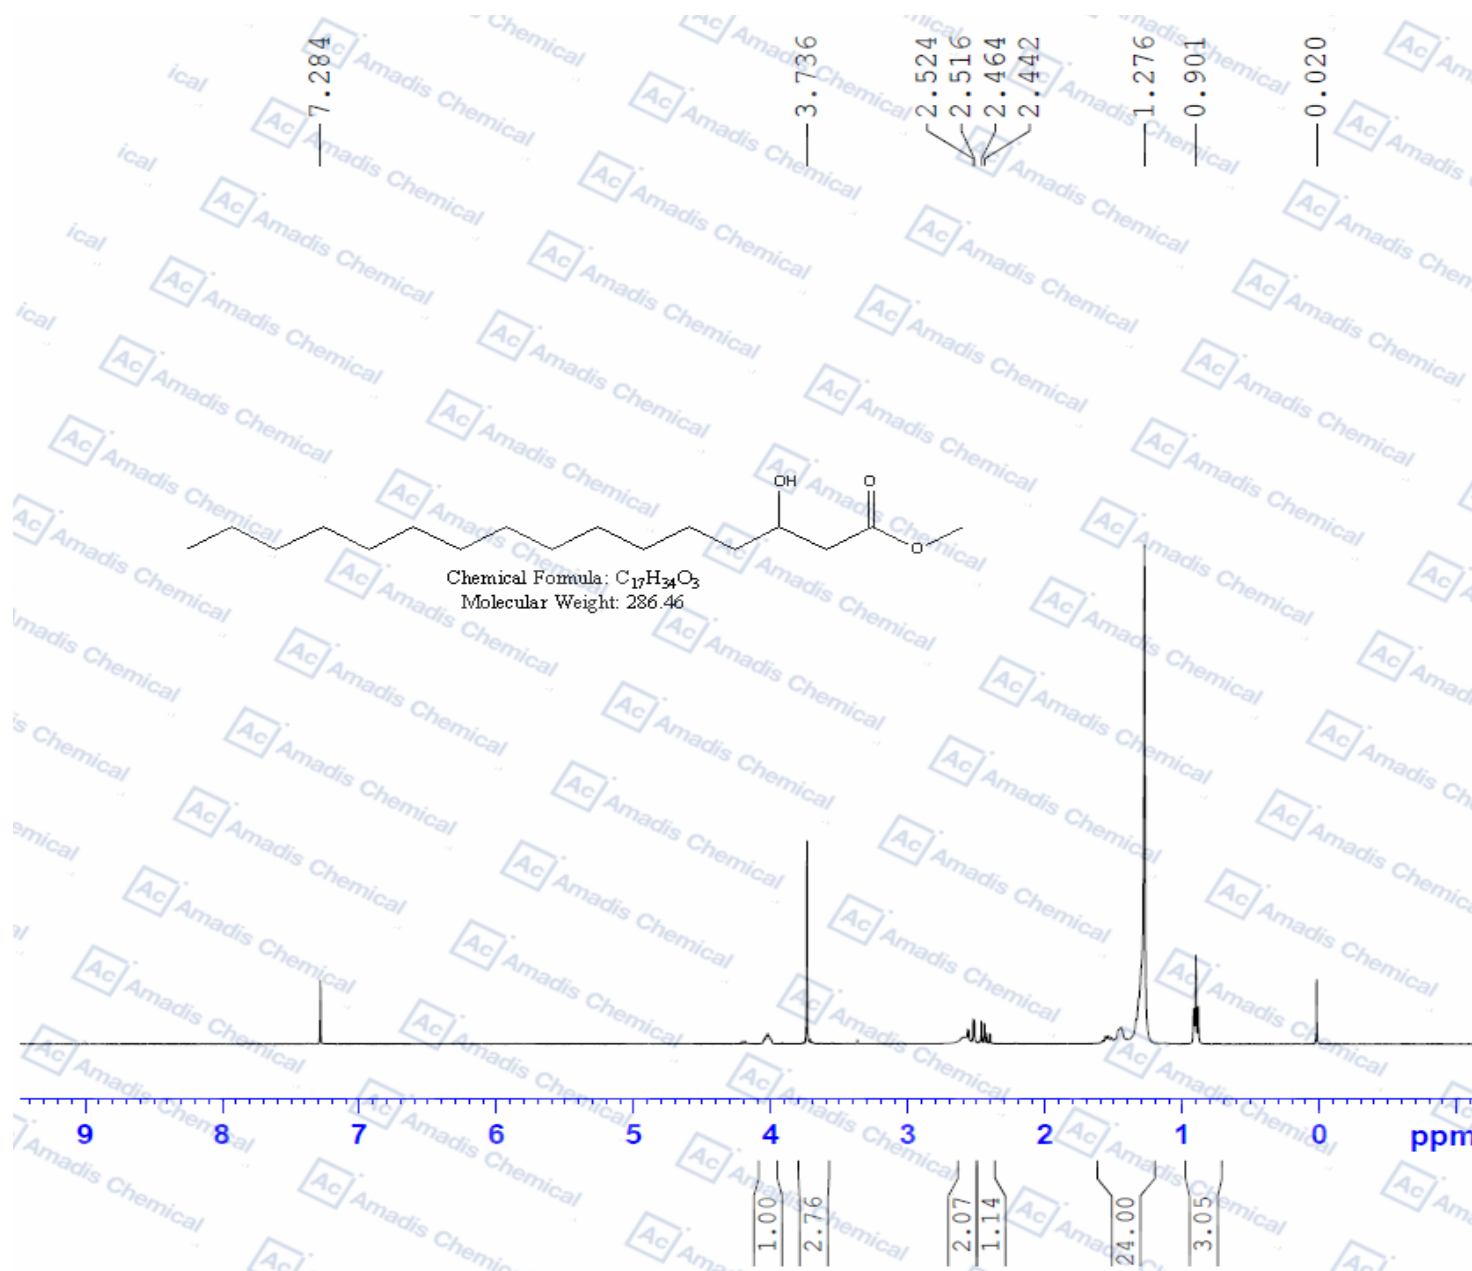 7.284
3.736
2.524
2.516
2.464
2.442
1.276
0.901
0.020
OH
O
O
Chemical Formula: C17H34O3
Molecular Weight: 286.46
9 8 7 6 5 4 3 2 1 0 ppm
1.00
2.76
2.07
1.14
24.00
3.05
Ac Amadis Chemical